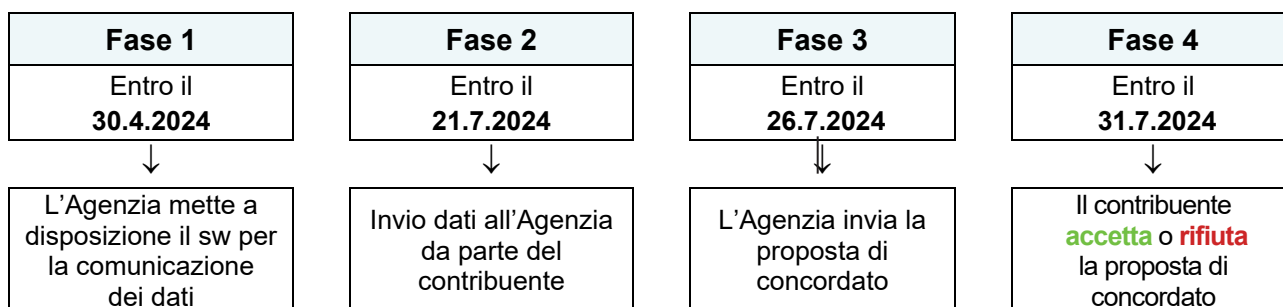 Fase 1
Entro il
30.4.2024
L'Agenzia mette a
disposizione il sw per
la comunicazione
dei dati
Fase 2
Entro il
21.7.2024
Invio dati all'Agenzia
da parte del
contribuente
Fase 3
Entro il
26.7.2024
L'Agenzia invia la
proposta di
concordato
Fase 4
Entro il
31.7.2024
Il contribuente
accetta o rifiuta
la proposta di
concordato